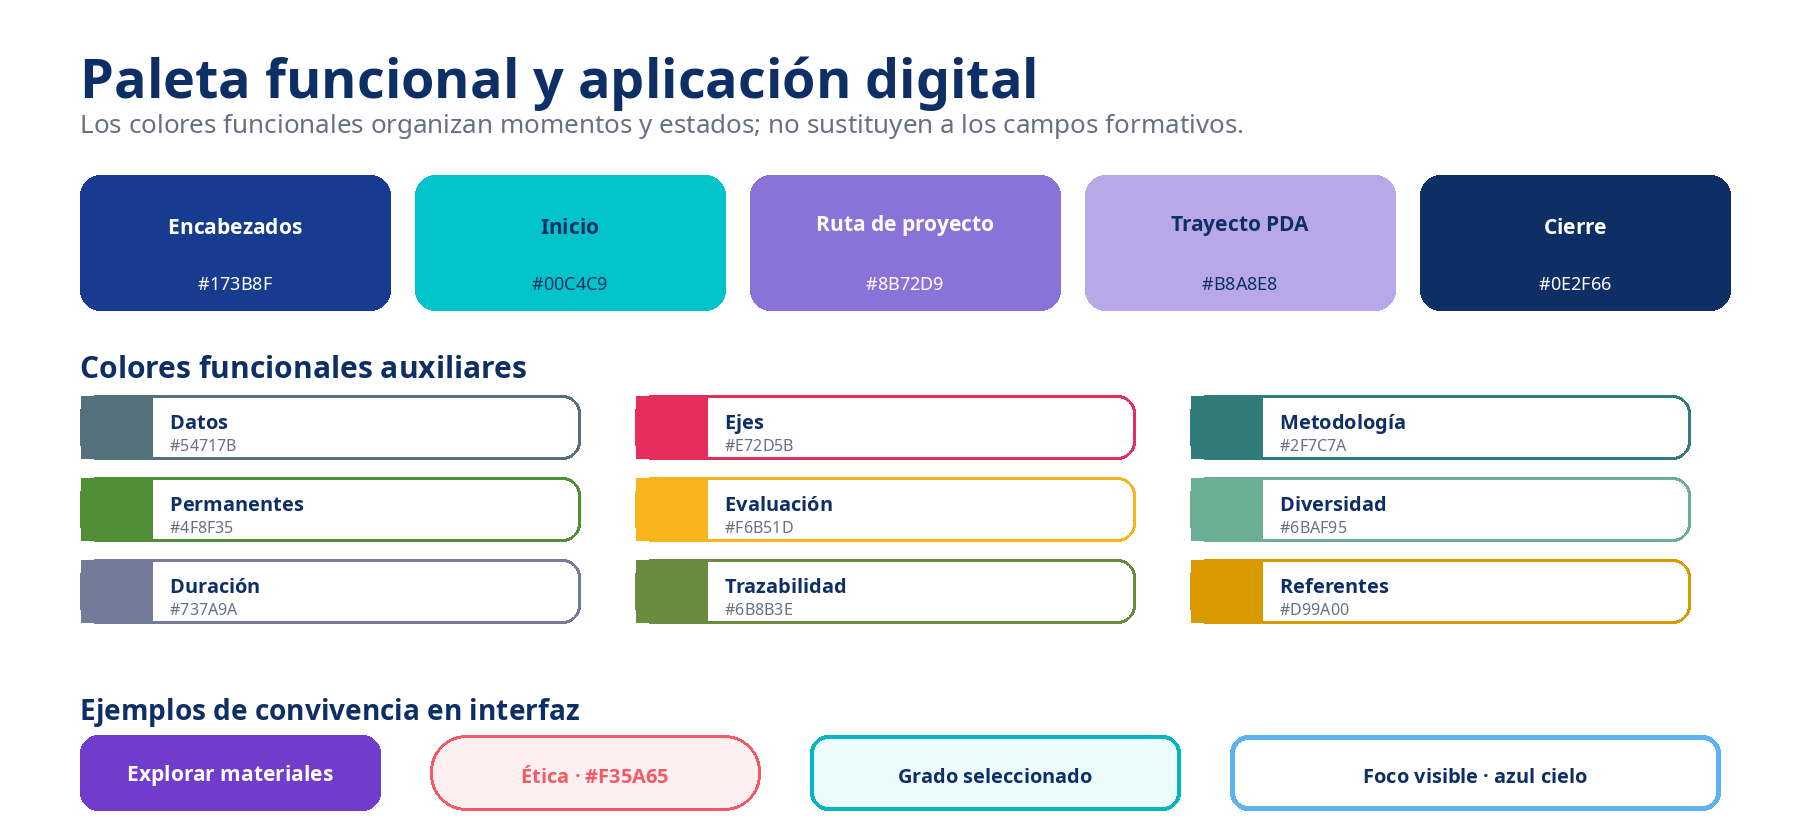 Paleta funcional y aplicación digital
Los colores funcionales organizan momentos y estados; no sustituyen a los campos formativos.
Encabezados
#173B8F
Inicio
#00C4C9
Ruta de proyecto
#8B72D9
Trayecto PDA
#B8A8E8
Cierre
#0E2F66
Colores funcionales auxiliares
Datos
#54717B
Ejes
#E72D5B
Metodología
#2F7C7A
Permanentes
#4F8F35
Evaluación
#F6B51D
Diversidad
#6BAF95
Duración
#737A9A
Trazabilidad
#6B8B3E
Referentes
#D99A00
Ejemplos de convivencia en interfaz
Explorar materiales
Ética · #F35A65
Grado seleccionado
Foco visible · azul cielo